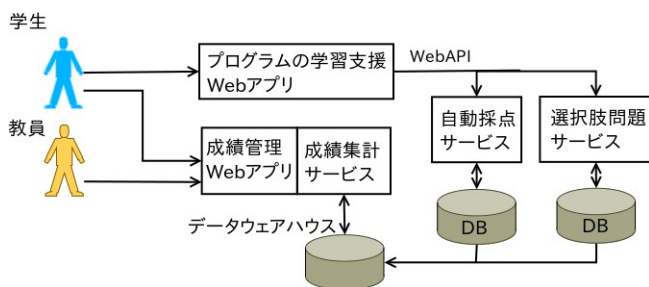 学生
プログラムの学習支援
Webアプリ
WebAPI
自動採点
サービス
選択肢問題
サービス
教員
成績管理
Webアプリ
成績集計
サービス
データウェアハウス
DB
DB